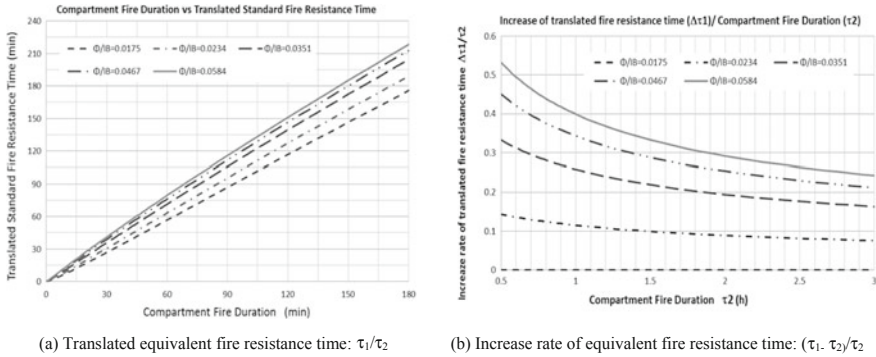 Compartment Fire Duration vs Translated Standard Fire Resistance Time
Translated Standard Fire Resistance Time (min)
240
210
180
150
120
90
60
30
0
Φ/IB=0.0175
Φ/IB=0.0234
Φ/IB=0.0351
Φ/IB=0.0467
Φ/IB=0.0584
0
30
60
90
120
150
180
Compartment Fire Duration (min)
(a) Translated equivalent fire resistance time: τ₁/τ₂
Increase of translated fire resistance time (Δτ1)/ Compartment Fire Duration (τ2)
Increaze rate of translated fire resistance time Δτ1/τ2
0.6
0.5
0.4
0.3
0.2
0.1
0
Φ/IB=0.0175
Φ/IB=0.0234
Φ/IB=0.0351
Φ/IB=0.0467
Φ/IB=0.0584
0.5
1
1.5
2
2.5
3
Compartment Fire Duration τ2 (h)
(b) Increase rate of equivalent fire resistance time: (τ₁- τ₂)/τ₂